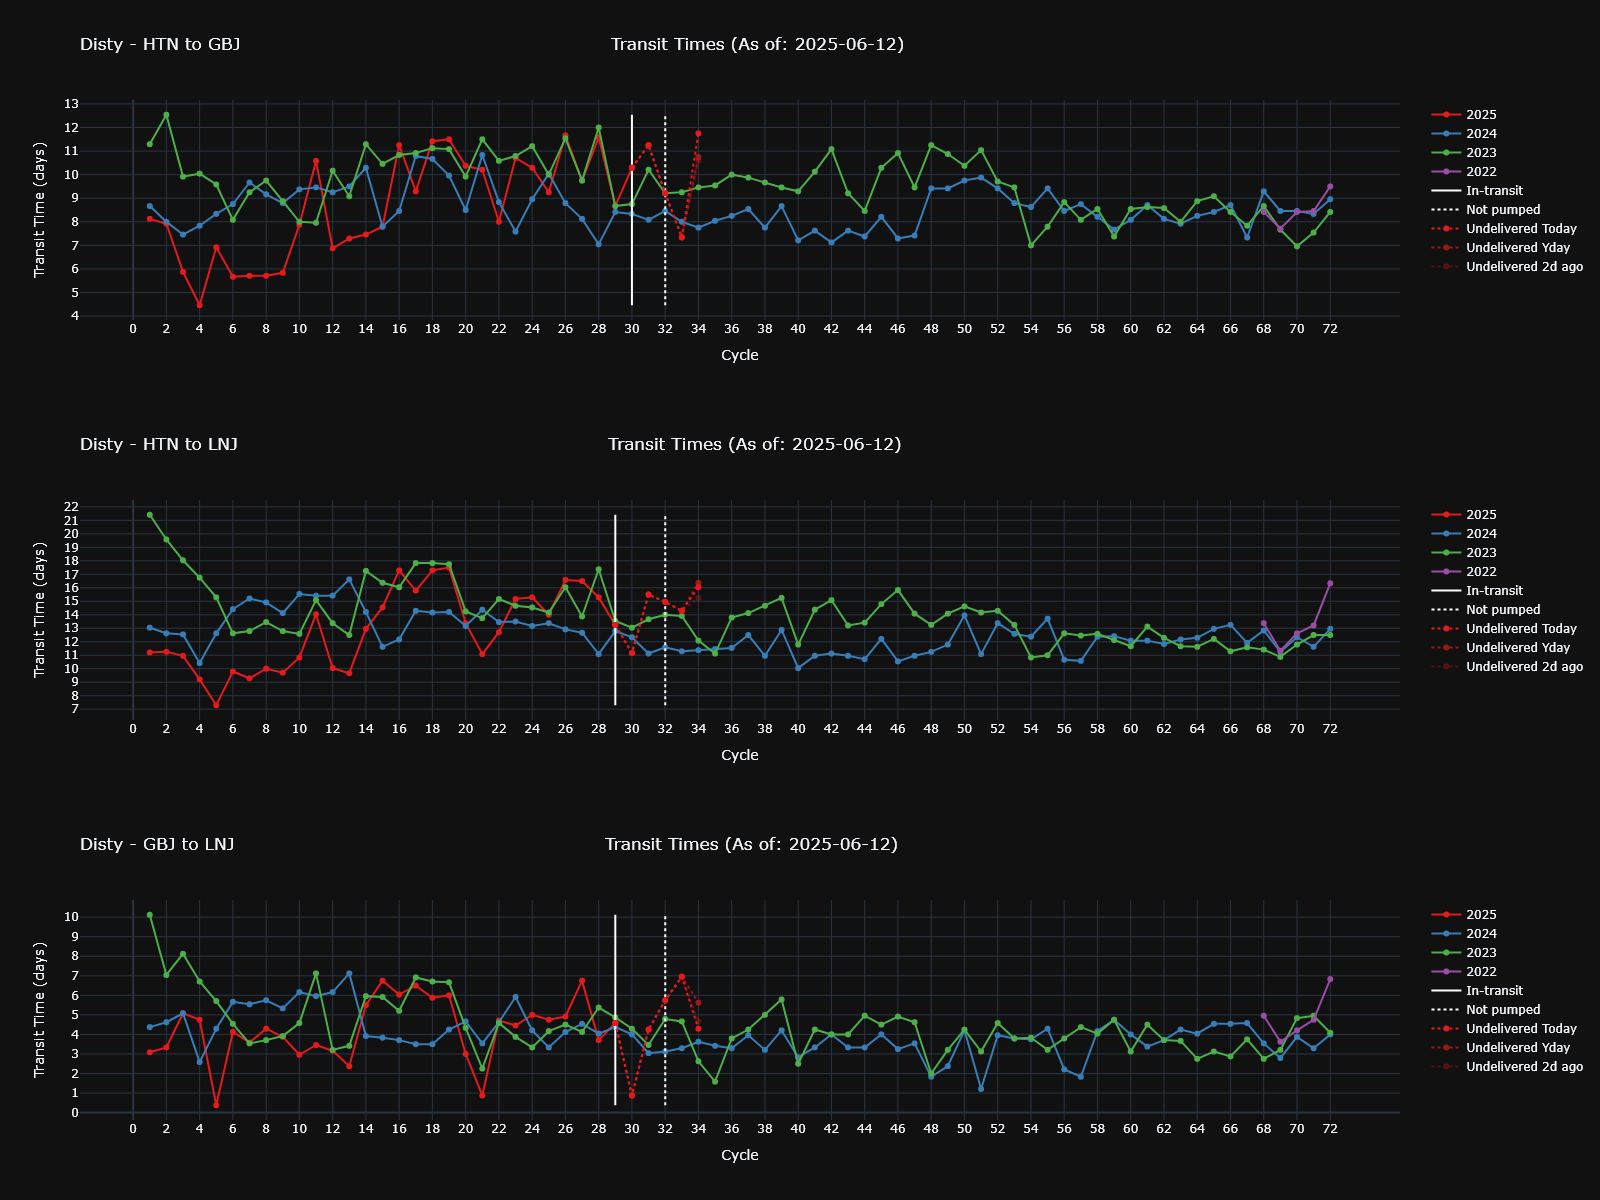 Disty - HTN to GBJ
Transit Times (As of: 2025-06-12)
Transit Time (days)
13
12
11
10
9
8
7
6
5
4
0 2 4 6 8 10 12 14 16 18 20 22 24 26 28 30 32 34 36 38 40 42 44 46 48 50 52 54 56 58 60 62 64 66 68 70 72
Cycle
2025
2024
2023
2022
In-transit
Not pumped
Undelivered Today
Undelivered Yday
Undelivered 2d ago
Disty - HTN to LNJ
Transit Times (As of: 2025-06-12)
Transit Time (days)
22
21
20
19
18
17
16
15
14
13
12
11
10
9
8
7
0 2 4 6 8 10 12 14 16 18 20 22 24 26 28 30 32 34 36 38 40 42 44 46 48 50 52 54 56 58 60 62 64 66 68 70 72
Cycle
2025
2024
2023
2022
In-transit
Not pumped
Undelivered Today
Undelivered Yday
Undelivered 2d ago
Disty - GBJ to LNJ
Transit Times (As of: 2025-06-12)
Transit Time (days)
10
9
8
7
6
5
4
3
2
1
0
0 2 4 6 8 10 12 14 16 18 20 22 24 26 28 30 32 34 36 38 40 42 44 46 48 50 52 54 56 58 60 62 64 66 68 70 72
Cycle
2025
2024
2023
2022
In-transit
Not pumped
Undelivered Today
Undelivered Yday
Undelivered 2d ago